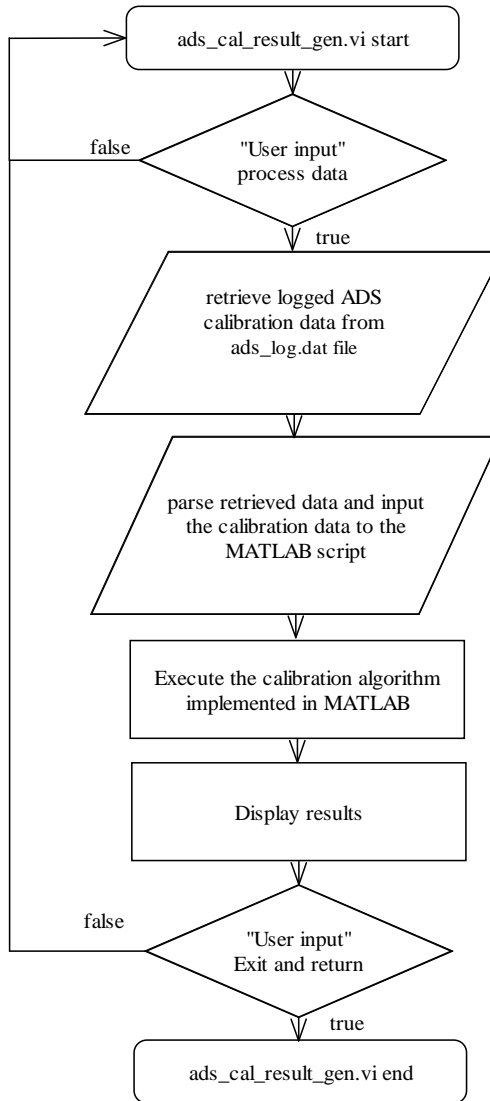 ads_cal_result_gen.vi start
false
"User input"
process data
true
retrieve logged ADS
calibration data from
ads_log.dat file
parse retrieved data and input
the calibration data to the
MATLAB script
Execute the calibration algorithm
implemented in MATLAB
Display results
false
"User input"
Exit and return
true
ads_cal_result_gen.vi end